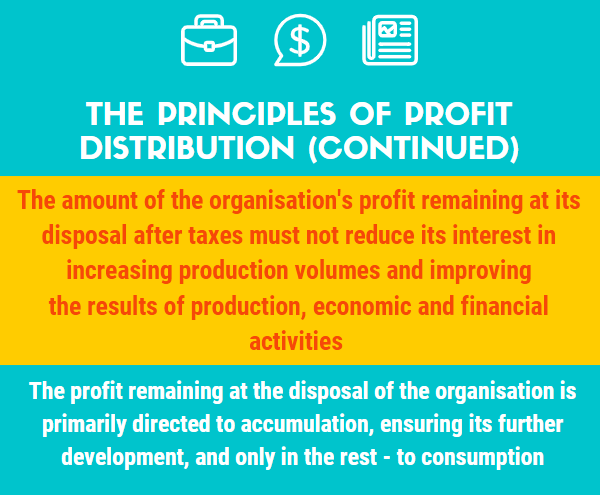 THE PRINCIPLES OF PROFIT
DISTRIBUTION (CONTINUED)
The amount of the organisation's profit remaining at its
disposal after taxes must not reduce its interest in
increasing production volumes and improving
the results of production, economic and financial
activities
The profit remaining at the disposal of the organisation is
primarily directed to accumulation, ensuring its further
development, and only in the rest - to consumption